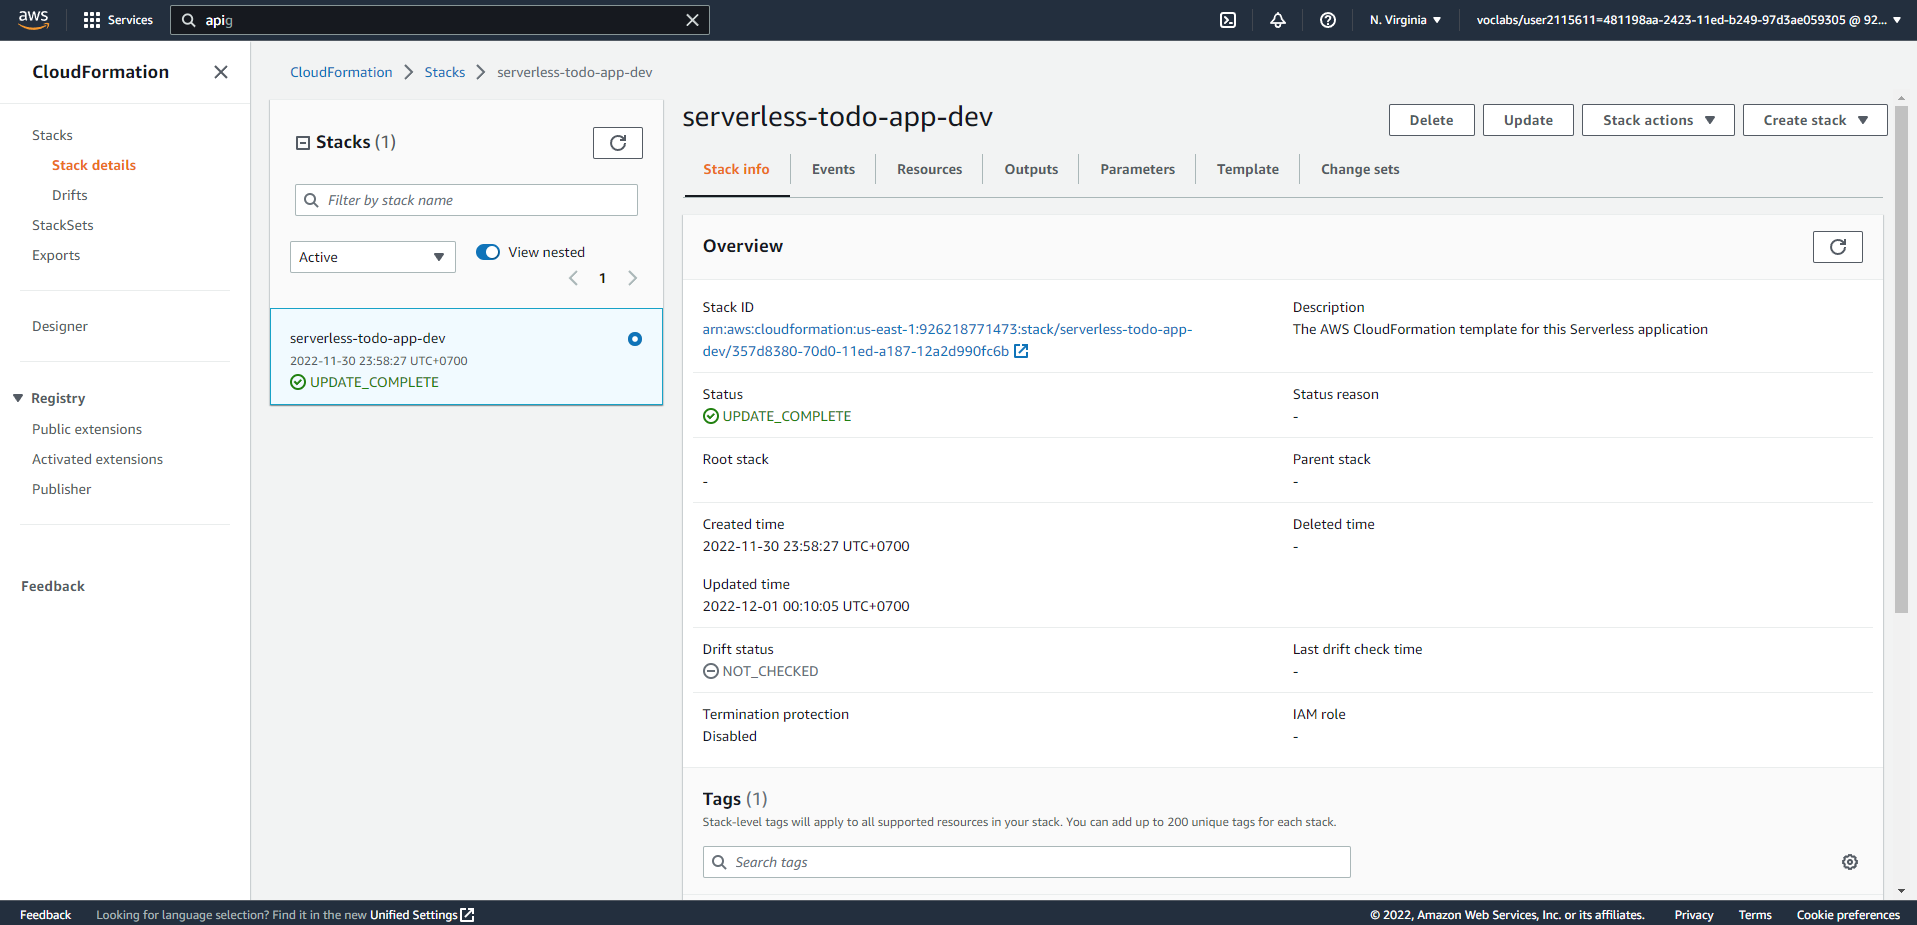 aws
Services
apig
N. Virginia
voclabs/user2115611=481198aa-2423-11ed-b249-97d3ae059305 @ 92...
CloudFormation
Stacks
Stack details
Drifts
StackSets
Exports
Designer
Registry
Public extensions
Activated extensions
Publisher
Feedback
CloudFormation
Stacks
serverless-todo-app-dev
Stacks (1)
Filter by stack name
Active
View nested
1
serverless-todo-app-dev
2022-11-30 23:58:27 UTC+0700
UPDATE_COMPLETE
serverless-todo-app-dev
Delete
Update
Stack actions
Create stack
Stack info
Events
Resources
Outputs
Parameters
Template
Change sets
Overview
Stack ID
arn:aws:cloudformation:us-east-1:926218771473:stack/serverless-todo-app-
dev/357d8380-70d0-11ed-a187-12a2d990fc6b
Description
The AWS CloudFormation template for this Serverless application
Status
UPDATE_COMPLETE
Status reason
-
Root stack
-
Parent stack
-
Created time
2022-11-30 23:58:27 UTC+0700
Deleted time
-
Updated time
2022-12-01 00:10:05 UTC+0700
Drift status
NOT_CHECKED
Last drift check time
-
Termination protection
Disabled
IAM role
-
Tags (1)
Stack-level tags will apply to all supported resources in your stack. You can add up to 200 unique tags for each stack.
Search tags
Feedback
Looking for language selection? Find it in the new Unified Settings
© 2022, Amazon Web Services, Inc. or its affiliates.
Privacy
Terms
Cookie preferences